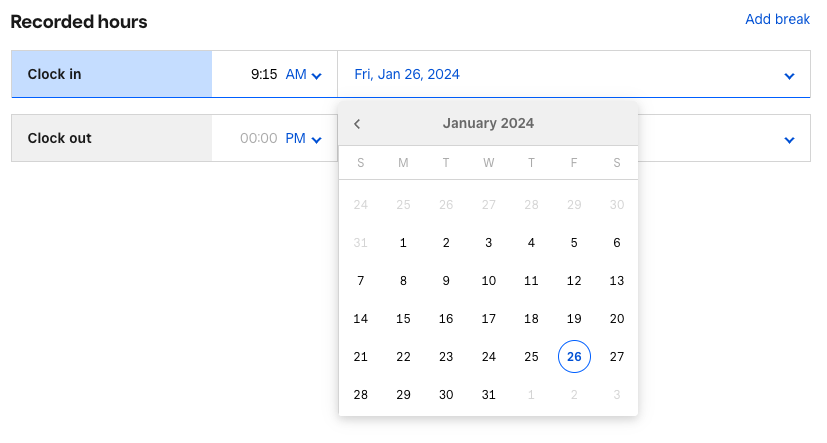 Recorded hours
Add break
Clock in 9:15 AM Fri, Jan 26, 2024
Clock out 00:00 PM
January 2024
S M T W T F S
24 25 26 27 28 29 30
31 1 2 3 4 5 6
7 8 9 10 11 12 13
14 15 16 17 18 19 20
21 22 23 24 25 26 27
28 29 30 31 1 2 3